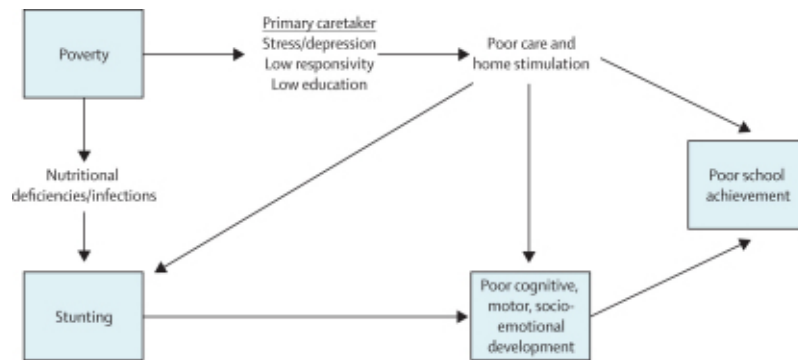 Primary caretaker
Stress/depression
Low responsivity
Low education
Poverty
Poor care and
home stimulation
Nutritional
deficiencies/infections
Poor school
achievement
Stunting
Poor cognitive,
motor, socio-
emotional
development